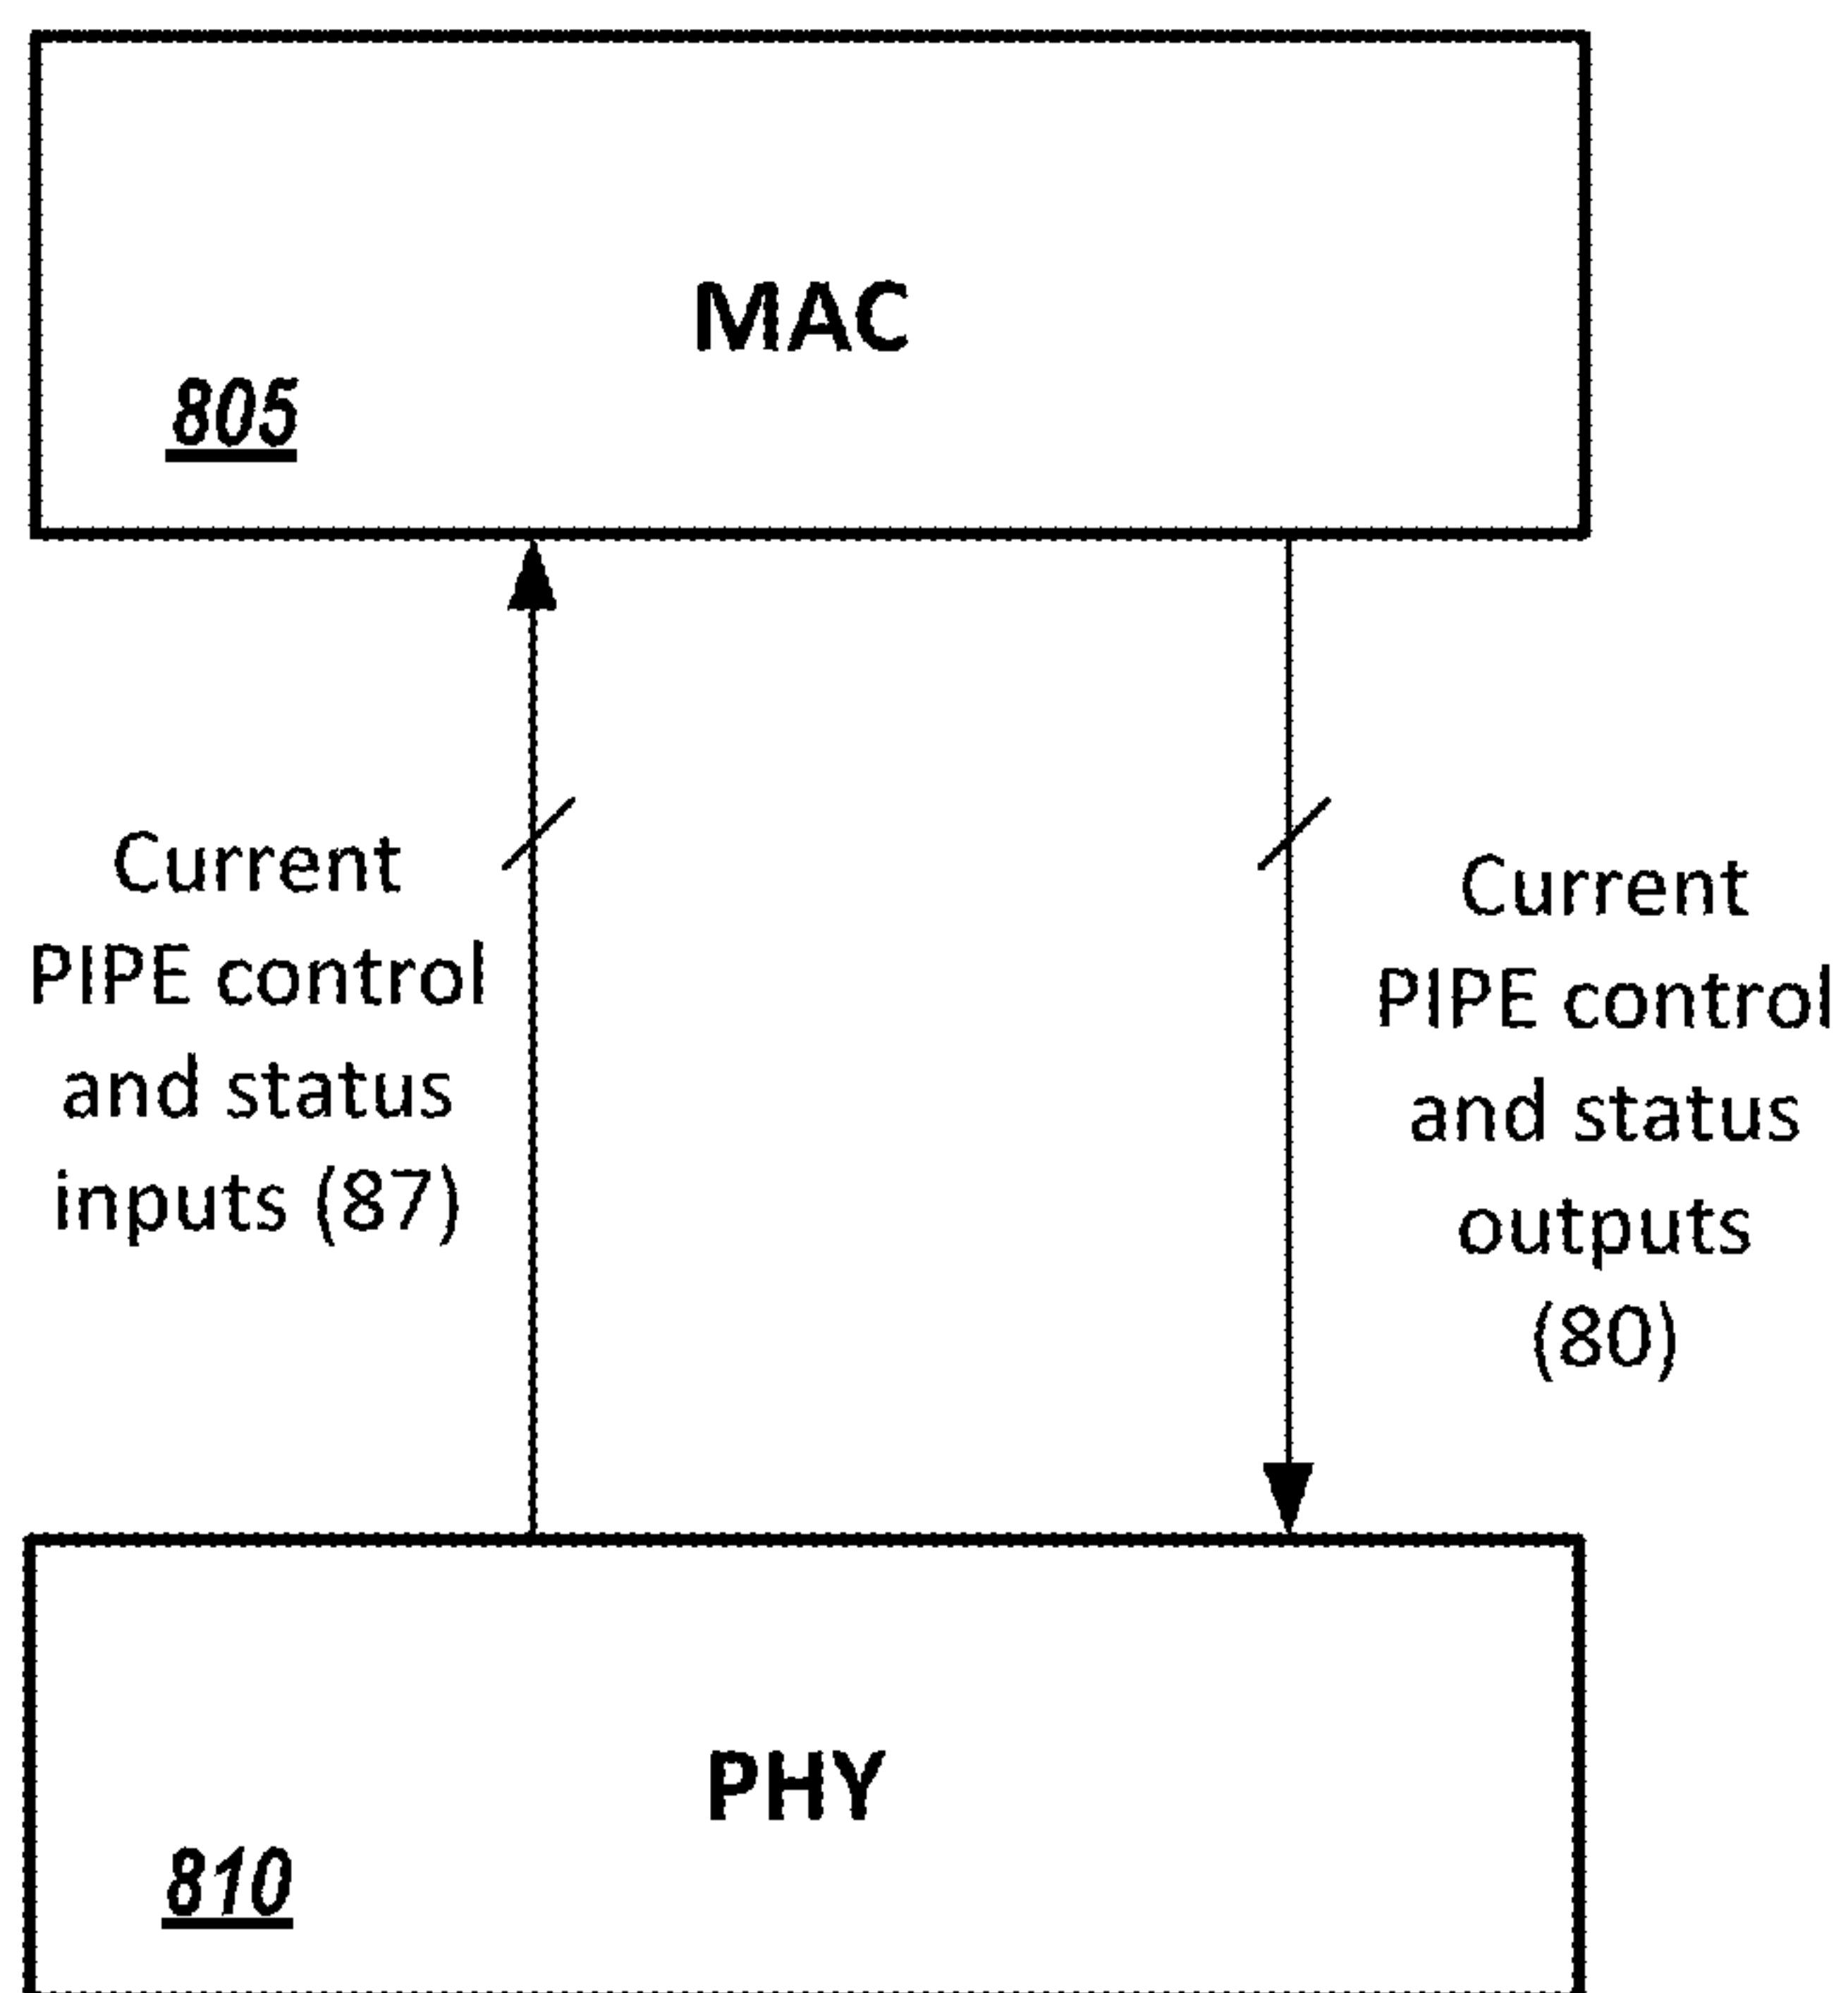 MAC
805
Current
PIPE control
and status
inputs (87)
Current
PIPE control
and status
outputs
(80)
PHY
810